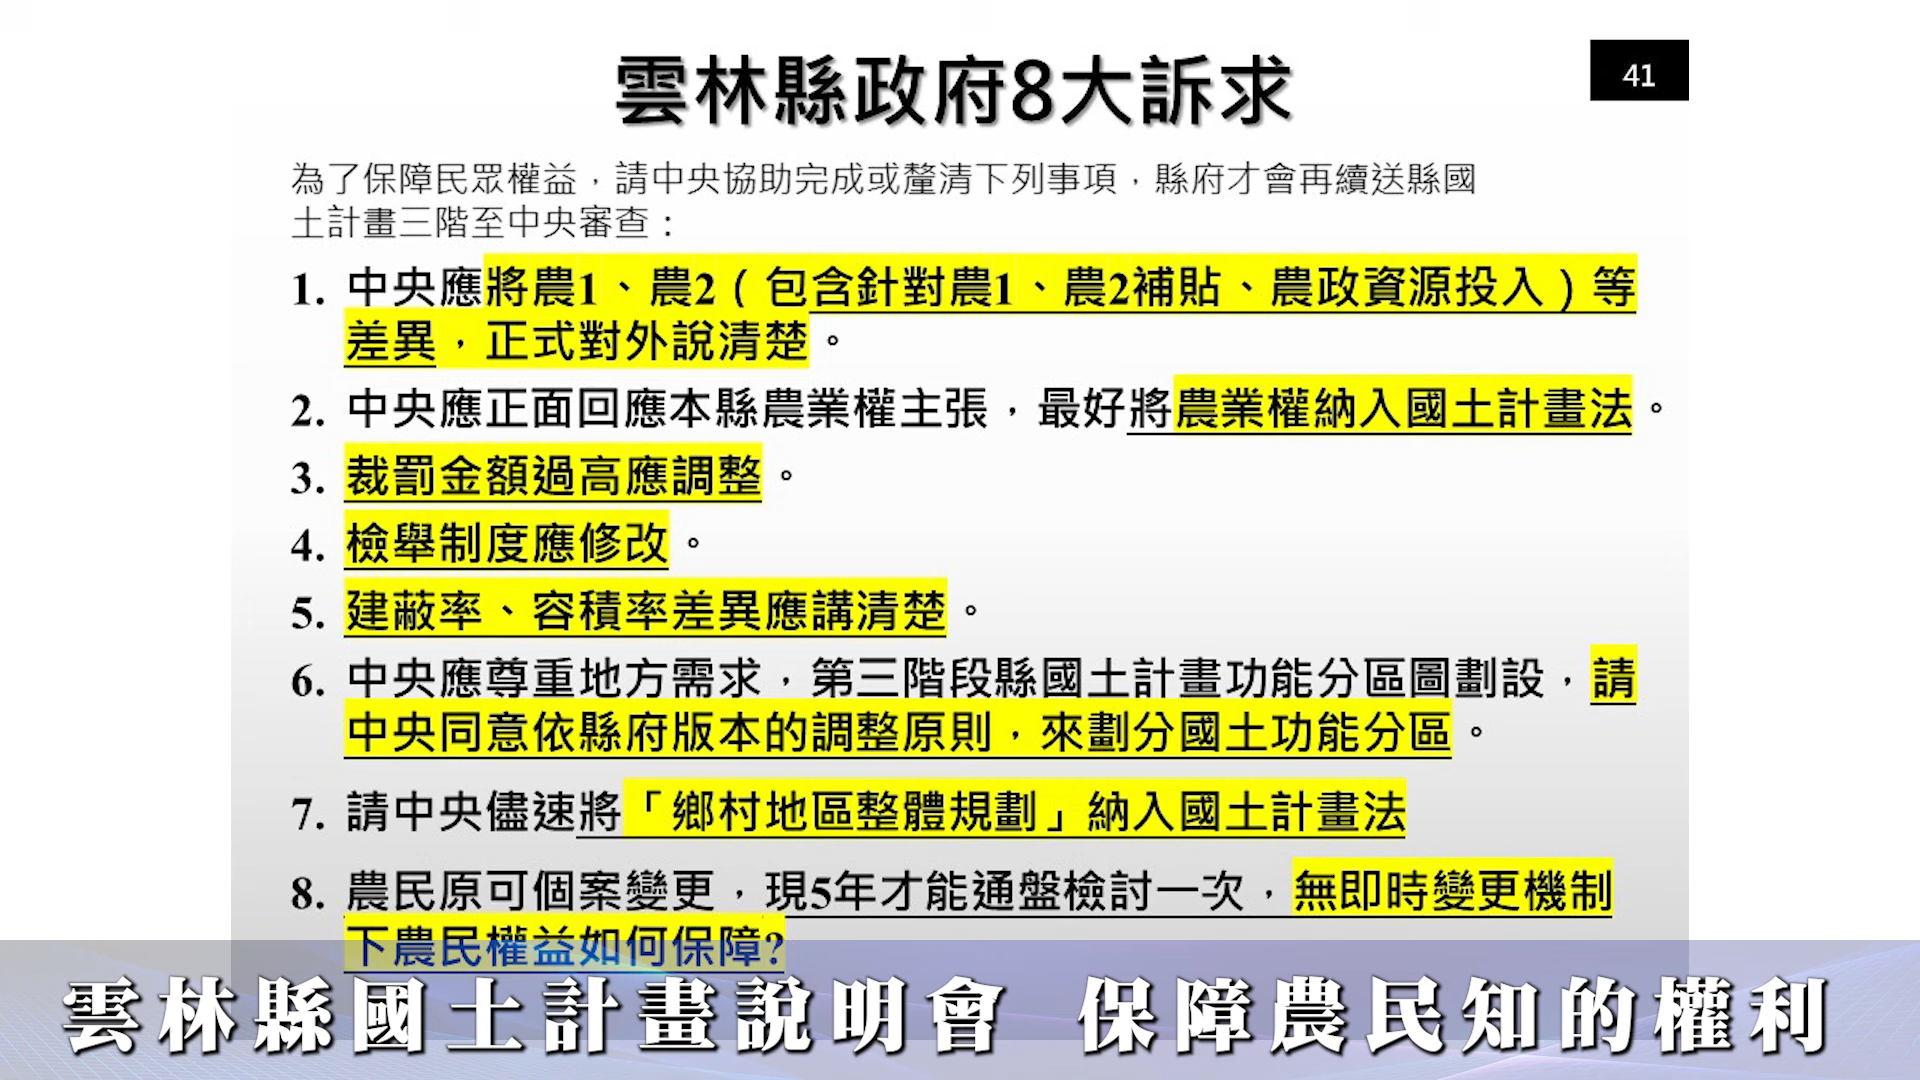 雲林縣政府8大訴求
41
為了保障民眾權益，請中央協助完成或釐清下列事項，縣府才會再續送縣國
土計畫三階至中央審查：
1. 中央應將農1、農2（包含針對農1、農2補貼、農政資源投入）等
差異，正式對外說清楚。
2. 中央應正面回應本縣農業權主張，最好將農業權納入國土計畫法。
3. 裁罰金額過高應調整。
4. 檢舉制度應修改。
5. 建蔽率、容積率差異應講清楚。
6. 中央應尊重地方需求，第三階段縣國土計畫功能分區圖劃設，請
中央同意依縣府版本的調整原則，來劃分國土功能分區。
7. 請中央儘速將「鄉村地區整體規劃」納入國土計畫法
8. 農民原可個案變更，現5年才能通盤檢討一次，無即時變更機制
下農民權益如何保障?
雲林縣國土計畫說明會 保障農民知的權利